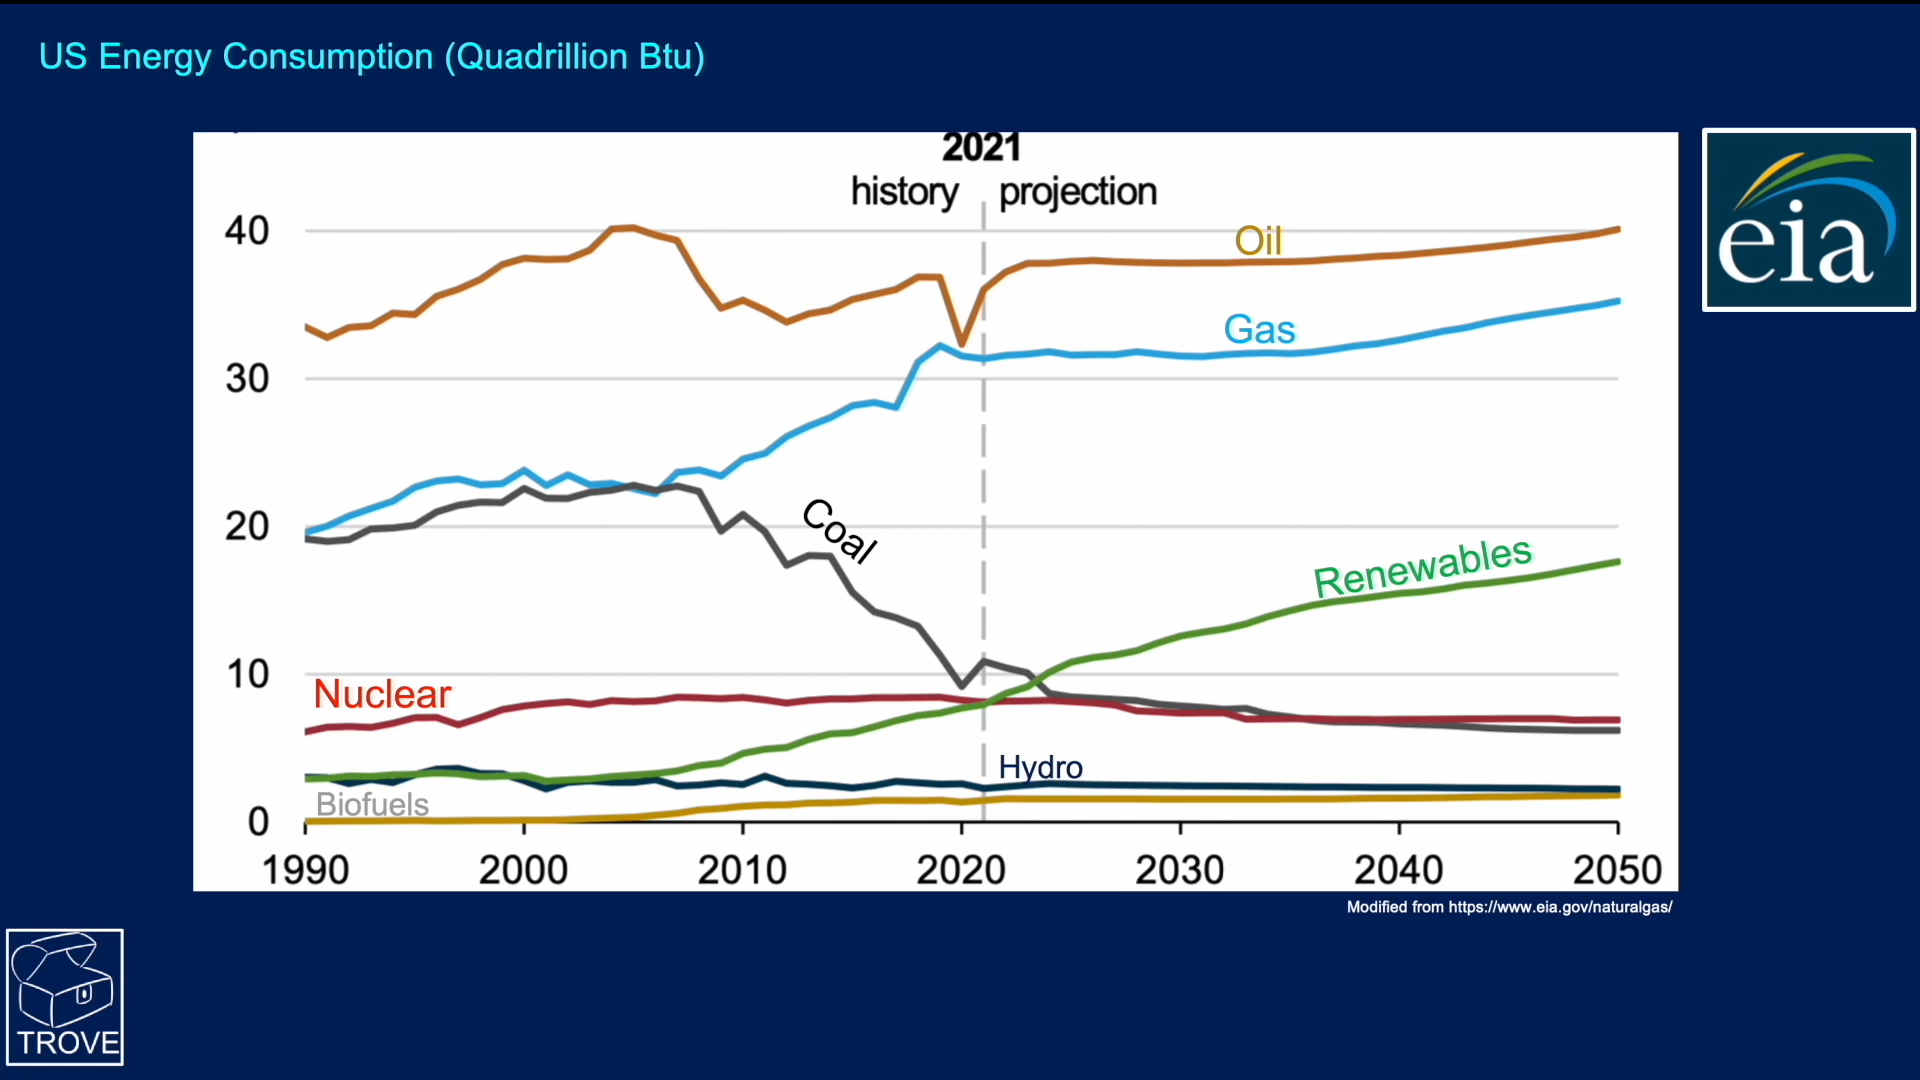 US Energy Consumption (Quadrillion Btu)
2021
history projection
40
Oil
Gas
30
Coal
20
Renewables
10
Nuclear
Hydro
Biofuels
0
1990 2000 2010 2020 2030 2040 2050
Modified from https://www.eia.gov/naturalgas/
eia
TROVE